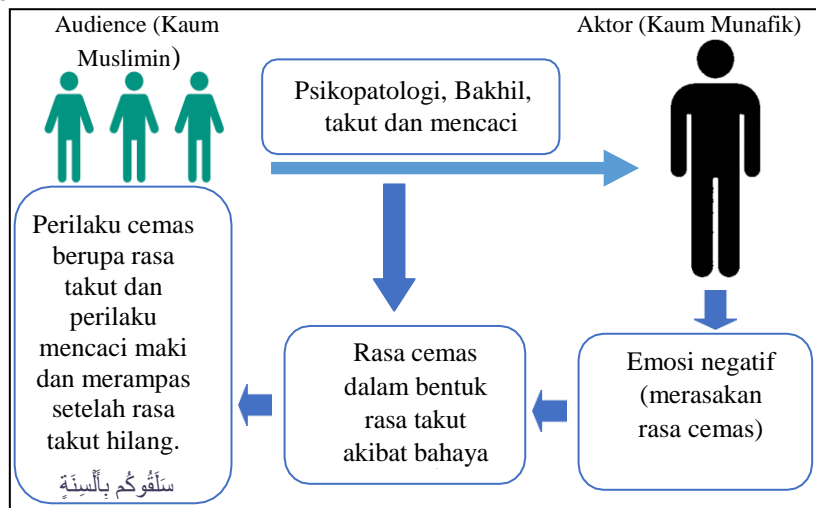 Audience (Kaum
Muslimin)
Aktor (Kaum Munafik)
Psikopatologi, Bakhil,
takut dan mencaci
Perilaku cemas
berupa rasa
takut dan
perilaku
mencaci maki
dan merampas
setelah rasa
takut hilang.
سَلَقُوكُم بِأَلْسِنَةٍ
Rasa cemas
dalam bentuk
rasa takut
akibat bahaya
Emosi negatif
(merasakan
rasa cemas)